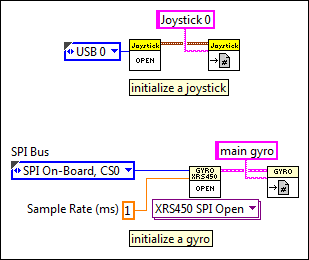 Joystick 0
USB 0
Joystick
OPEN
Joystick
#
initialize a joystick
SPI Bus
main gyro
SPI On-Board, CS0
GYRO
XRS450
OPEN
GYRO
#
Sample Rate (ms)
1
XRS450 SPI Open
initialize a gyro